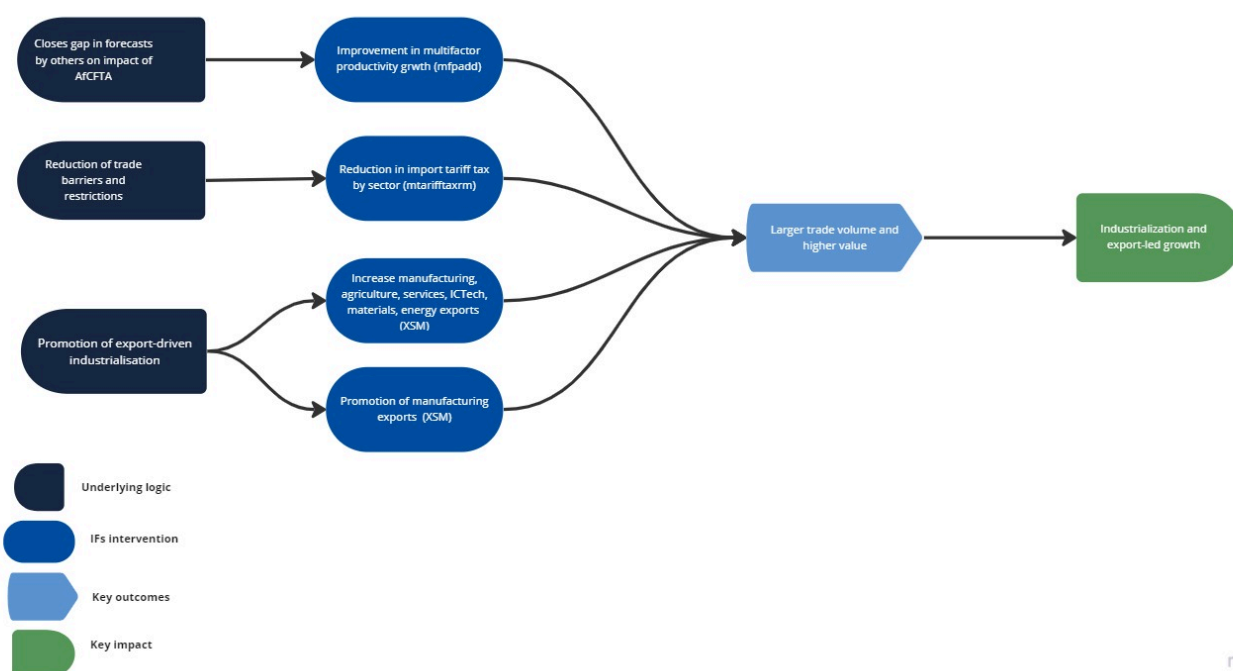 Closes gap in forecasts
by others on impact of
AfCFTA
Improvement in multifactor
productivity grwth (mfpadd)
Reduction of trade
barriers and
restrictions
Reduction in import tariff tax
by sector (mtarifftaxrm)
Larger trade volume and
higher value
Industrialization and
export-led growth
Increase manufacturing,
agriculture, services, ICTech,
materials, energy exports
(XSM)
Promotion of export-driven
industrialisation
Promotion of manufacturing
exports (XSM)
Underlying logic
IFs intervention
Key outcomes
Key impact